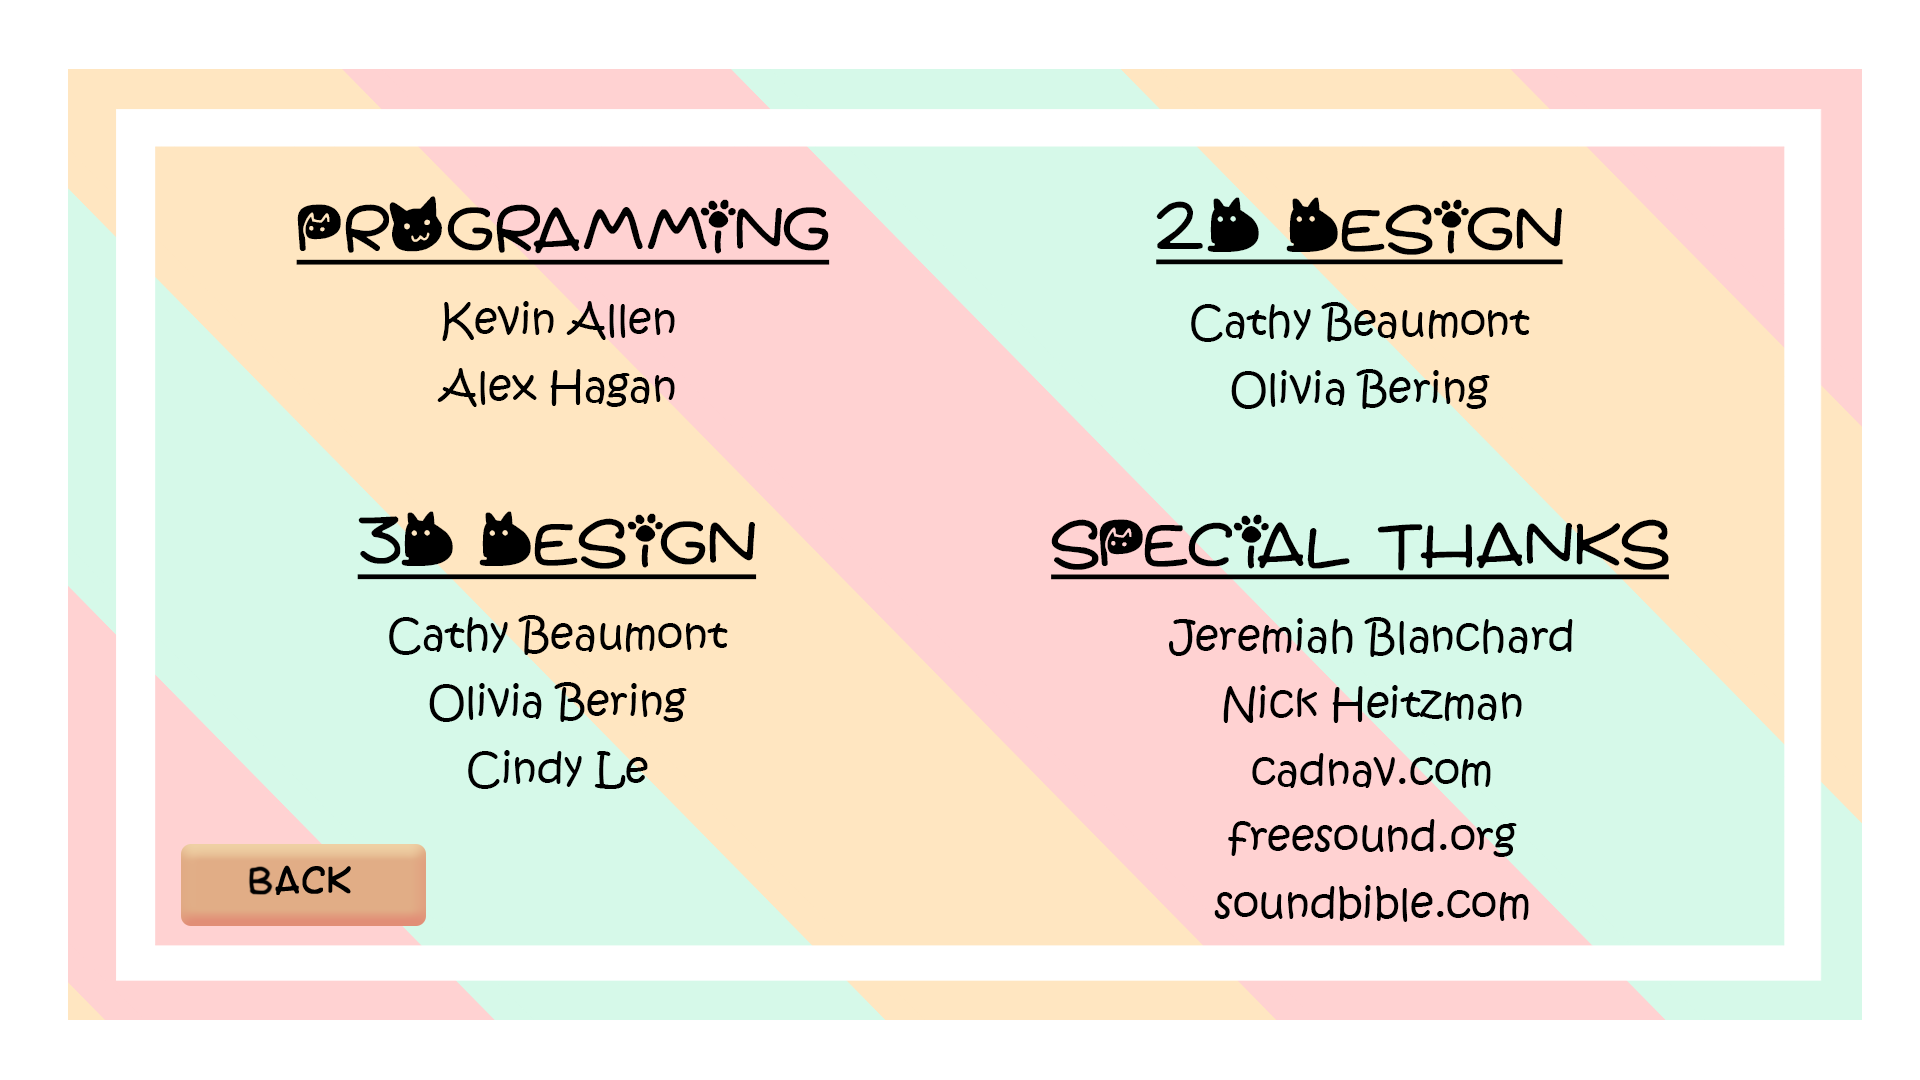 PROGRAMMING
Kevin Allen
Alex Hagan
2D DESIGN
Cathy Beaumont
Olivia Bering
3D DESIGN
Cathy Beaumont
Olivia Bering
Cindy Le
SPECIAL THANKS
Jeremiah Blanchard
Nick Heitzman
cadnav.com
freesound.org
soundbible.com
BACK